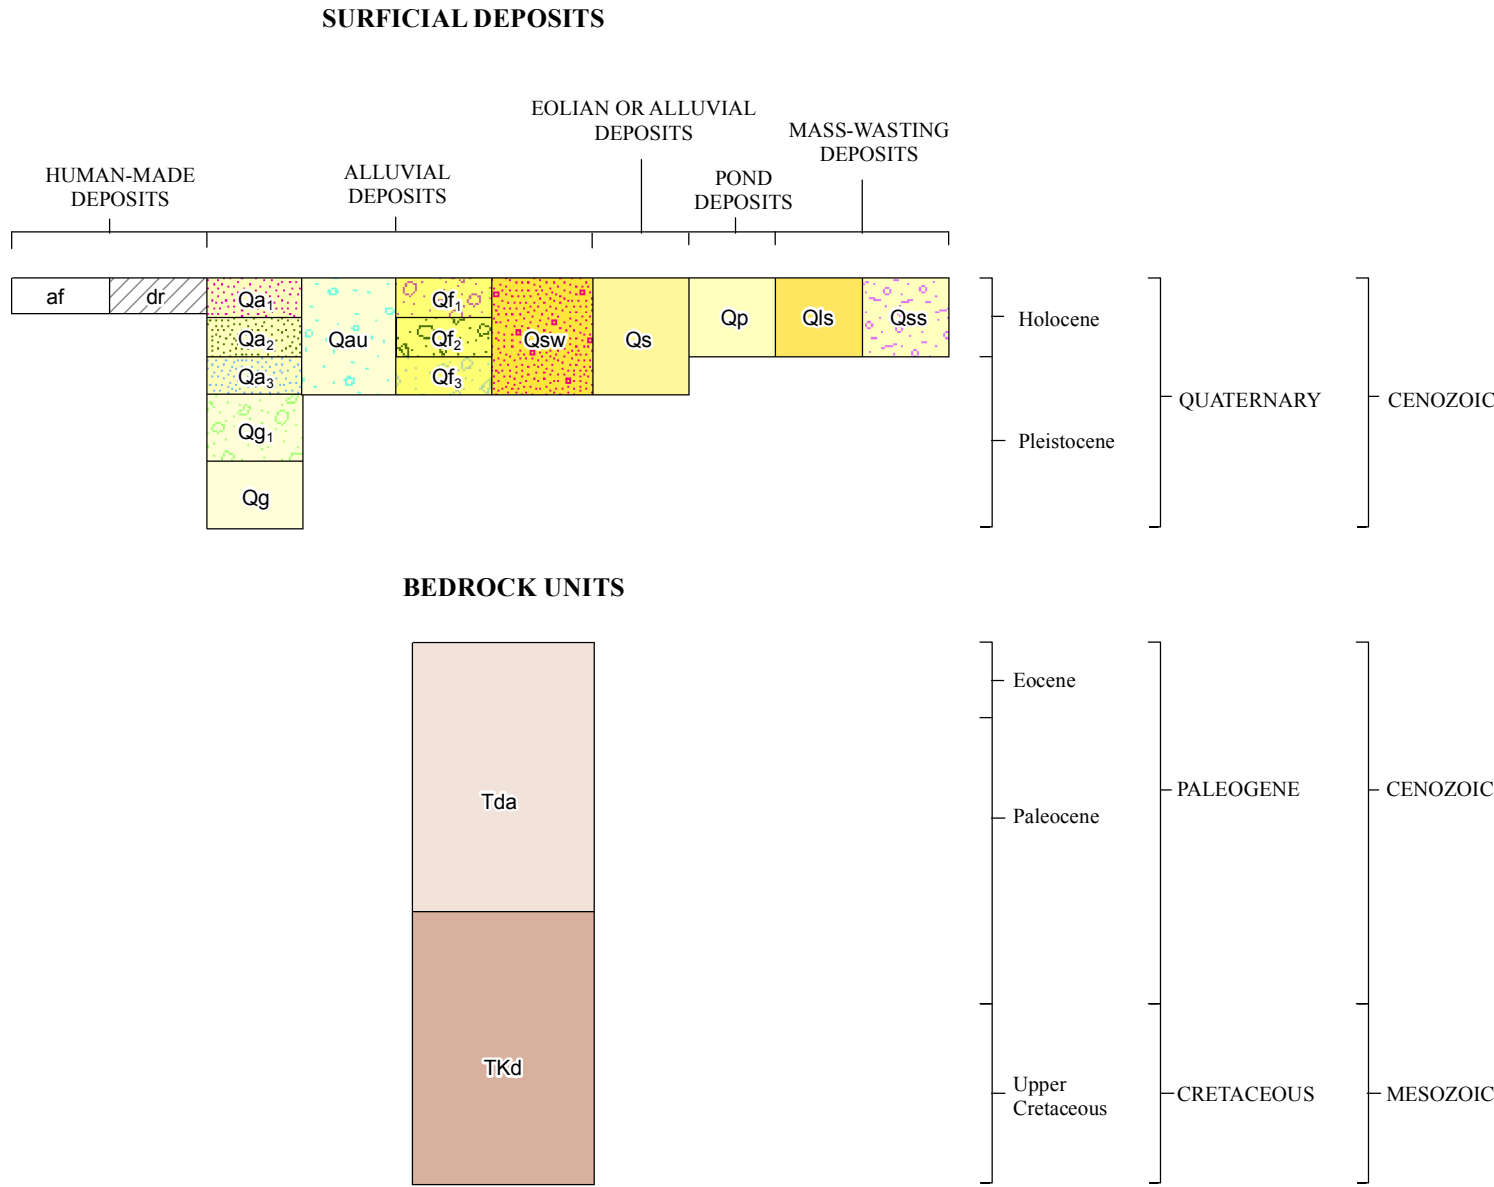 SURFICIAL DEPOSITS
EOLIAN OR ALLUVIAL
DEPOSITS
MASS-WASTING
DEPOSITS
HUMAN-MADE
DEPOSITS
ALLUVIAL
DEPOSITS
POND
DEPOSITS
af
dr
Qa1
Qa2
Qa3
Qg1
Qg
Qau
Qf1
Qf2
Qf3
Qsw
Qs
Qp
Qls
Qss
Holocene
Pleistocene
QUATERNARY
CENOZOIC
BEDROCK UNITS
Tda
TKd
Eocene
Paleocene
Upper
Cretaceous
PALEOGENE
CRETACEOUS
CENOZOIC
MESOZOIC